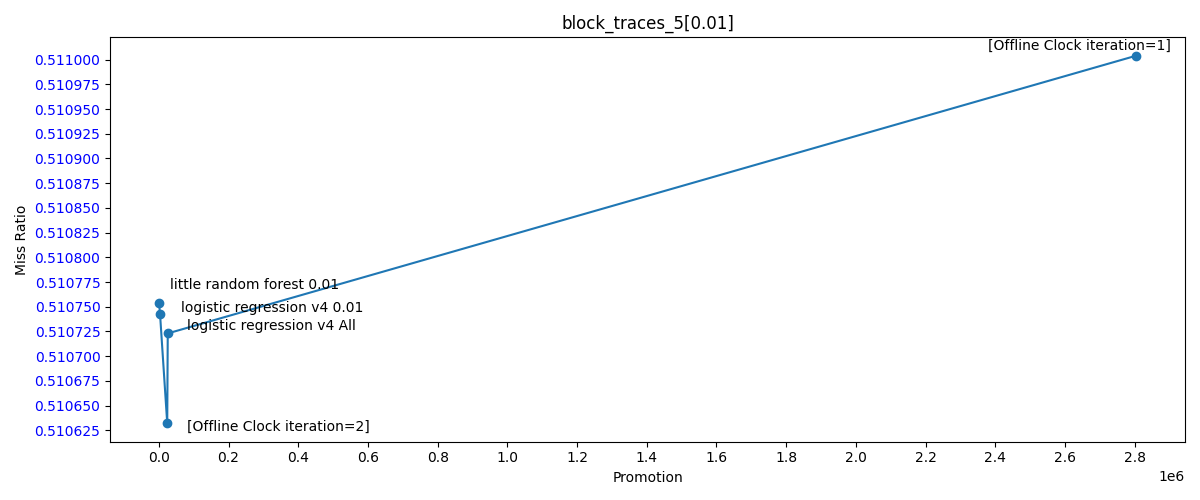 block_traces_5[0.01]
[Offline Clock iteration=1]
0.511000
0.510975
0.510950
0.510925
0.510900
0.510875
0.510850
0.510825
0.510800
0.510775
0.510750
0.510725
0.510700
0.510675
0.510650
0.510625
Miss Ratio
little random forest 0.01
logistic regression v4 0.01
logistic regression v4 All
[Offline Clock iteration=2]
0.0 0.2 0.4 0.6 0.8 1.0 1.2 1.4 1.6 1.8 2.0 2.2 2.4 2.6 2.8
Promotion
1e6